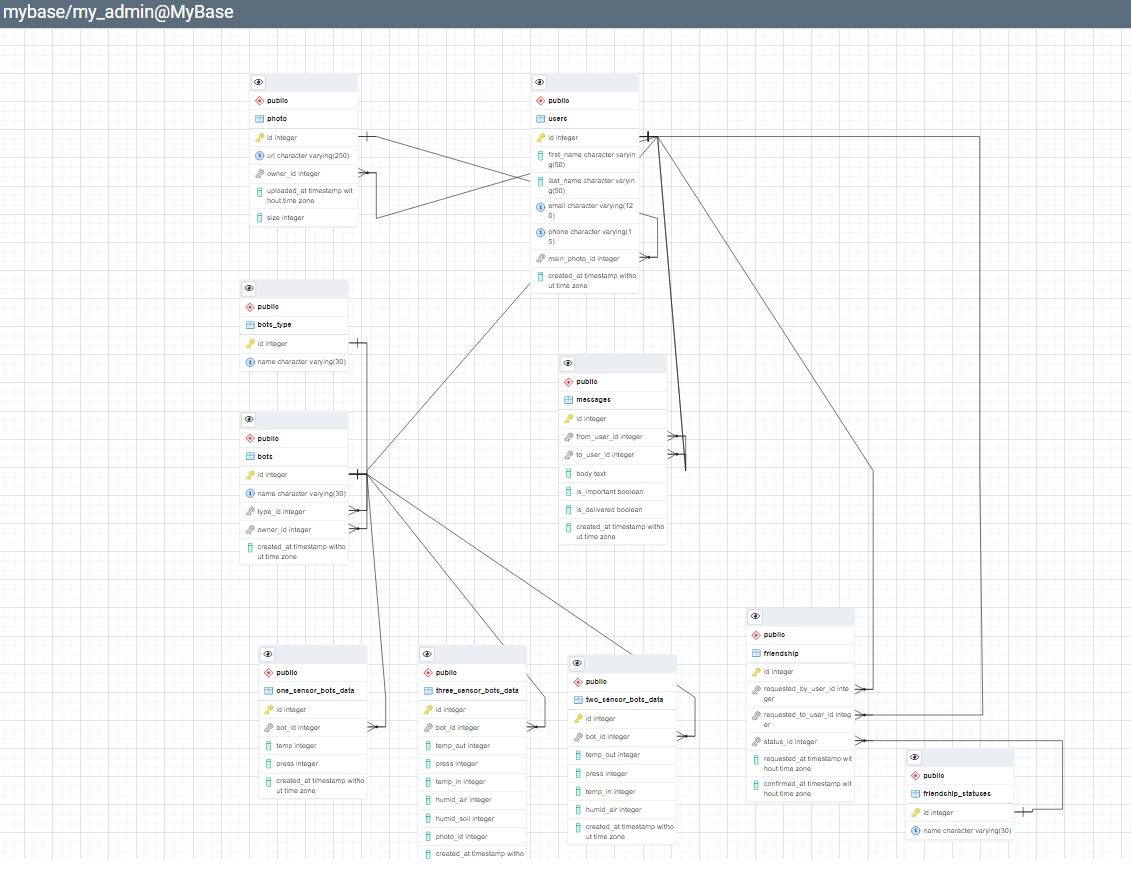 mybase/my_admin@MyBase
public
photo
id integer
url character varying(250)
owner_id integer
uploaded_at timestamp wit
hout time zone
size integer
public
users
id integer
first_name character varyin
g(50)
last_name character varyin
g(50)
email character varying(12
0)
phone character varying(1
5)
main_photo_id integer
created_at timestamp witho
ut time zone
public
bots_type
id integer
name character varying(30)
public
bots
id integer
name character varying(30)
type_id integer
owner_id integer
created_at timestamp witho
ut time zone
public
messages
id integer
from_user_id integer
to_user_id integer
body text
is_important boolean
is_delivered boolean
created_at timestamp witho
ut time zone
public
one_sensor_bots_data
id integer
bot_id integer
temp integer
press integer
created_at timestamp witho
ut time zone
public
three_sensor_bots_data
id integer
bot_id integer
temp_out integer
press integer
temp_in integer
humid_air integer
humid_soil integer
photo_id integer
created_at timestamp witho
public
two_sensor_bots_data
id integer
bot_id integer
temp_out integer
press integer
temp_in integer
humid_air integer
created_at timestamp witho
ut time zone
public
friendship
id integer
requested_by_user_id inte
ger
requested_to_user_id integ
er
status_id integer
requested_at timestamp wit
hout time zone
confirmed_at timestamp wit
hout time zone
public
friendship_statuses
id integer
name character varying(30)